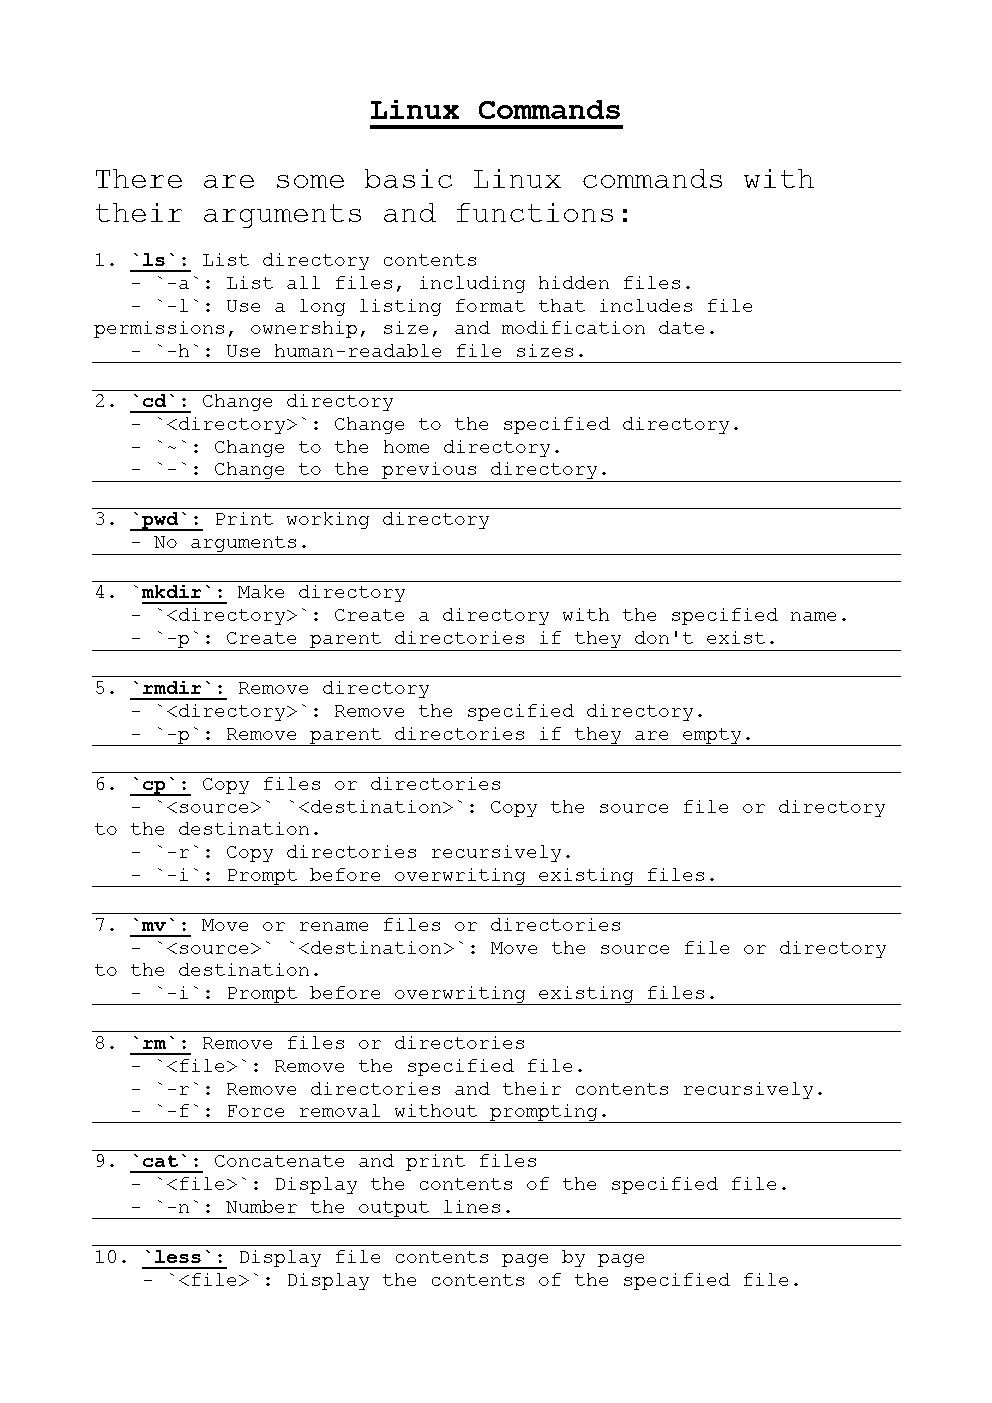 Linux Commands
There are some basic Linux commands with
their arguments and functions:
1. `ls`: List directory contents
- `-a`: List all files, including hidden files.
- `-l`: Use a long listing format that includes file
permissions, ownership, size, and modification date.
- `-h`: Use human-readable file sizes.
2. `cd`: Change directory
- `<directory>`: Change to the specified directory.
- `~`: Change to the home directory.
- `-`: Change to the previous directory.
3. `pwd`: Print working directory
- No arguments.
4. `mkdir`: Make directory
- `<directory>`: Create a directory with the specified name.
- `-p`: Create parent directories if they don't exist.
5. `rmdir`: Remove directory
- `<directory>`: Remove the specified directory.
- `-p`: Remove parent directories if they are empty.
6. `cp`: Copy files or directories
- `<source>` `<destination>`: Copy the source file or directory
to the destination.
- `-r`: Copy directories recursively.
- `-i`: Prompt before overwriting existing files.
7. `mv`: Move or rename files or directories
- `<source>` `<destination>`: Move the source file or directory
to the destination.
- `-i`: Prompt before overwriting existing files.
8. `rm`: Remove files or directories
- `<file>`: Remove the specified file.
- `-r`: Remove directories and their contents recursively.
- `-f`: Force removal without prompting.
9. `cat`: Concatenate and print files
- `<file>`: Display the contents of the specified file.
- `-n`: Number the output lines.
10. `less`: Display file contents page by page
- `<file>`: Display the contents of the specified file.